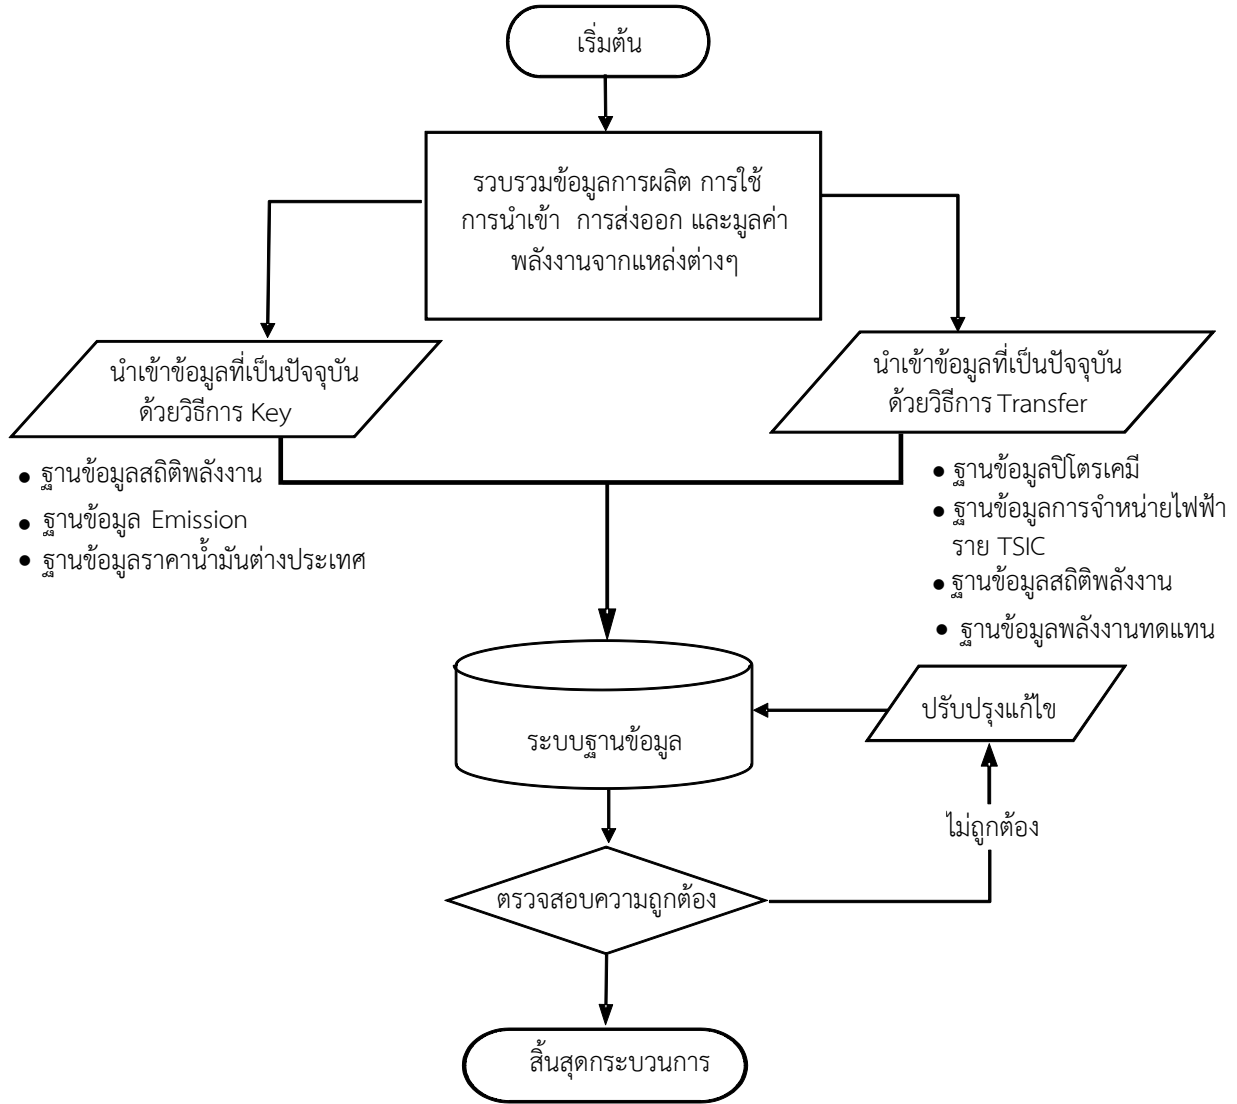 เริ่มต้น
รวบรวมข้อมูลการผลิต การใช้
การนำเข้า การส่งออก และมูลค่า
พลังงานจากแหล่งต่างๆ
นำเข้าข้อมูลที่เป็นปัจจุบัน
ด้วยวิธีการ Key
นำเข้าข้อมูลที่เป็นปัจจุบัน
ด้วยวิธีการ Transfer
● ฐานข้อมูลสถิติพลังงาน
● ฐานข้อมูล Emission
● ฐานข้อมูลราคาน้ำมันต่างประเทศ
● ฐานข้อมูลปิโตรเคมี
● ฐานข้อมูลการจำหน่ายไฟฟ้า
ราย TSIC
● ฐานข้อมูลสถิติพลังงาน
● ฐานข้อมูลพลังงานทดแทน
ปรับปรุงแก้ไข
ระบบฐานข้อมูล
ไม่ถูกต้อง
ตรวจสอบความถูกต้อง
สิ้นสุดกระบวนการ